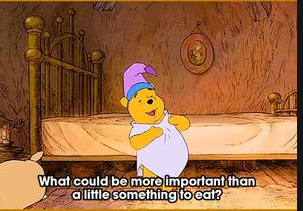 What could be more important than
a little something to eat?